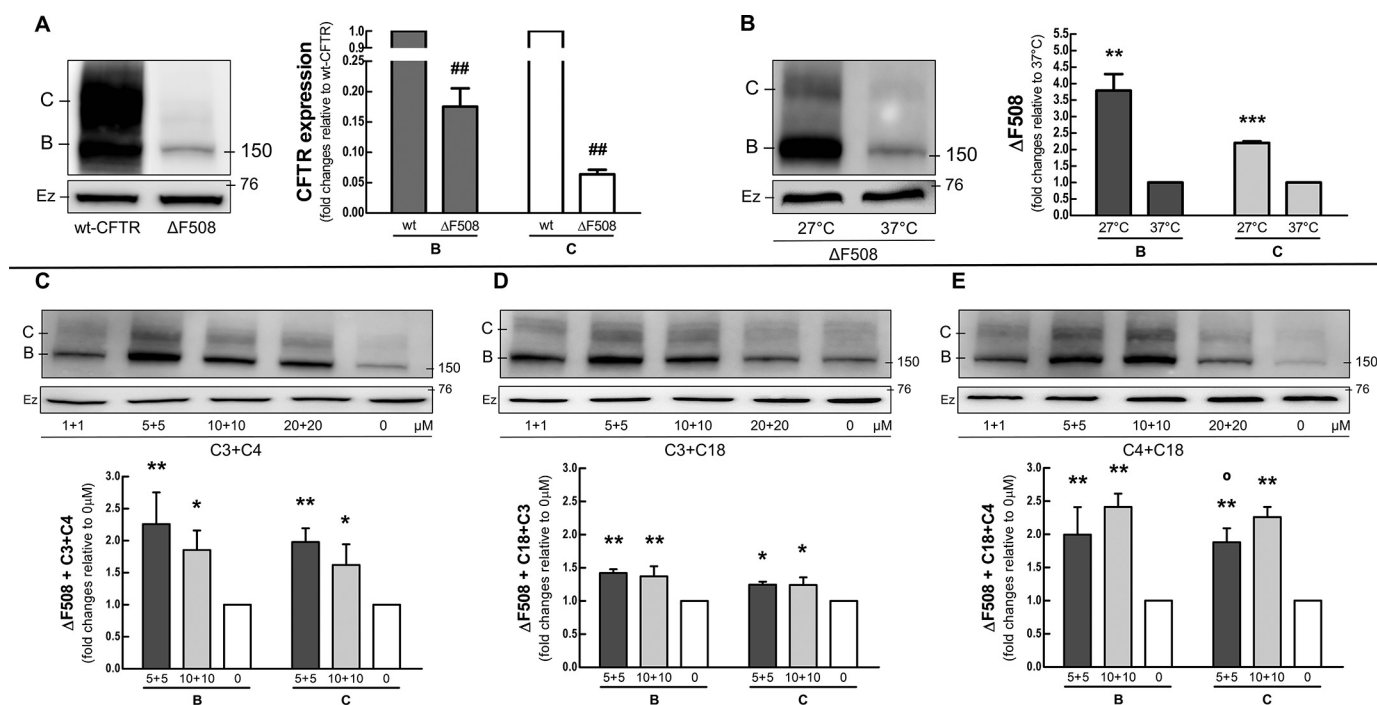 A
C
B
150
Ez
76
wt-CFTR ΔF508
CFTR expression
(fold changes relative to wt-CFTR)
1.0
0.9
0.25
0.20
0.15
0.10
0.05
0.00
##
##
wt ΔF508 wt ΔF508
B C
B
C
B
150
Ez
76
27°C 37°C
ΔF508
ΔF508
(fold changes relative to 37°C)
5.5
5.0
4.5
4.0
3.5
3.0
2.5
2.0
1.5
1.0
0.5
0.0
**
***
27°C 37°C 27°C 37°C
B C
C
C
B
150
Ez
76
1+1 5+5 10+10 20+20 0 µM
C3+C4
ΔF508 + C3+C4
(fold changes relative to 0µM)
3.0
2.5
2.0
1.5
1.0
0.5
0.0
** * ** *
5+5 10+10 0 5+5 10+10 0
B C
D
C
B
150
Ez
76
1+1 5+5 10+10 20+20 0 µM
C3+C18
ΔF508 + C18+C3
(fold changes relative to 0µM)
3.0
2.5
2.0
1.5
1.0
0.5
0.0
** ** * *
5+5 10+10 0 5+5 10+10 0
B C
E
C
B
150
Ez
76
1+1 5+5 10+10 20+20 0 µM
C4+C18
ΔF508 + C18+C4
(fold changes relative to 0µM)
3.0
2.5
2.0
1.5
1.0
0.5
0.0
o
** ** ** **
5+5 10+10 0 5+5 10+10 0
B C